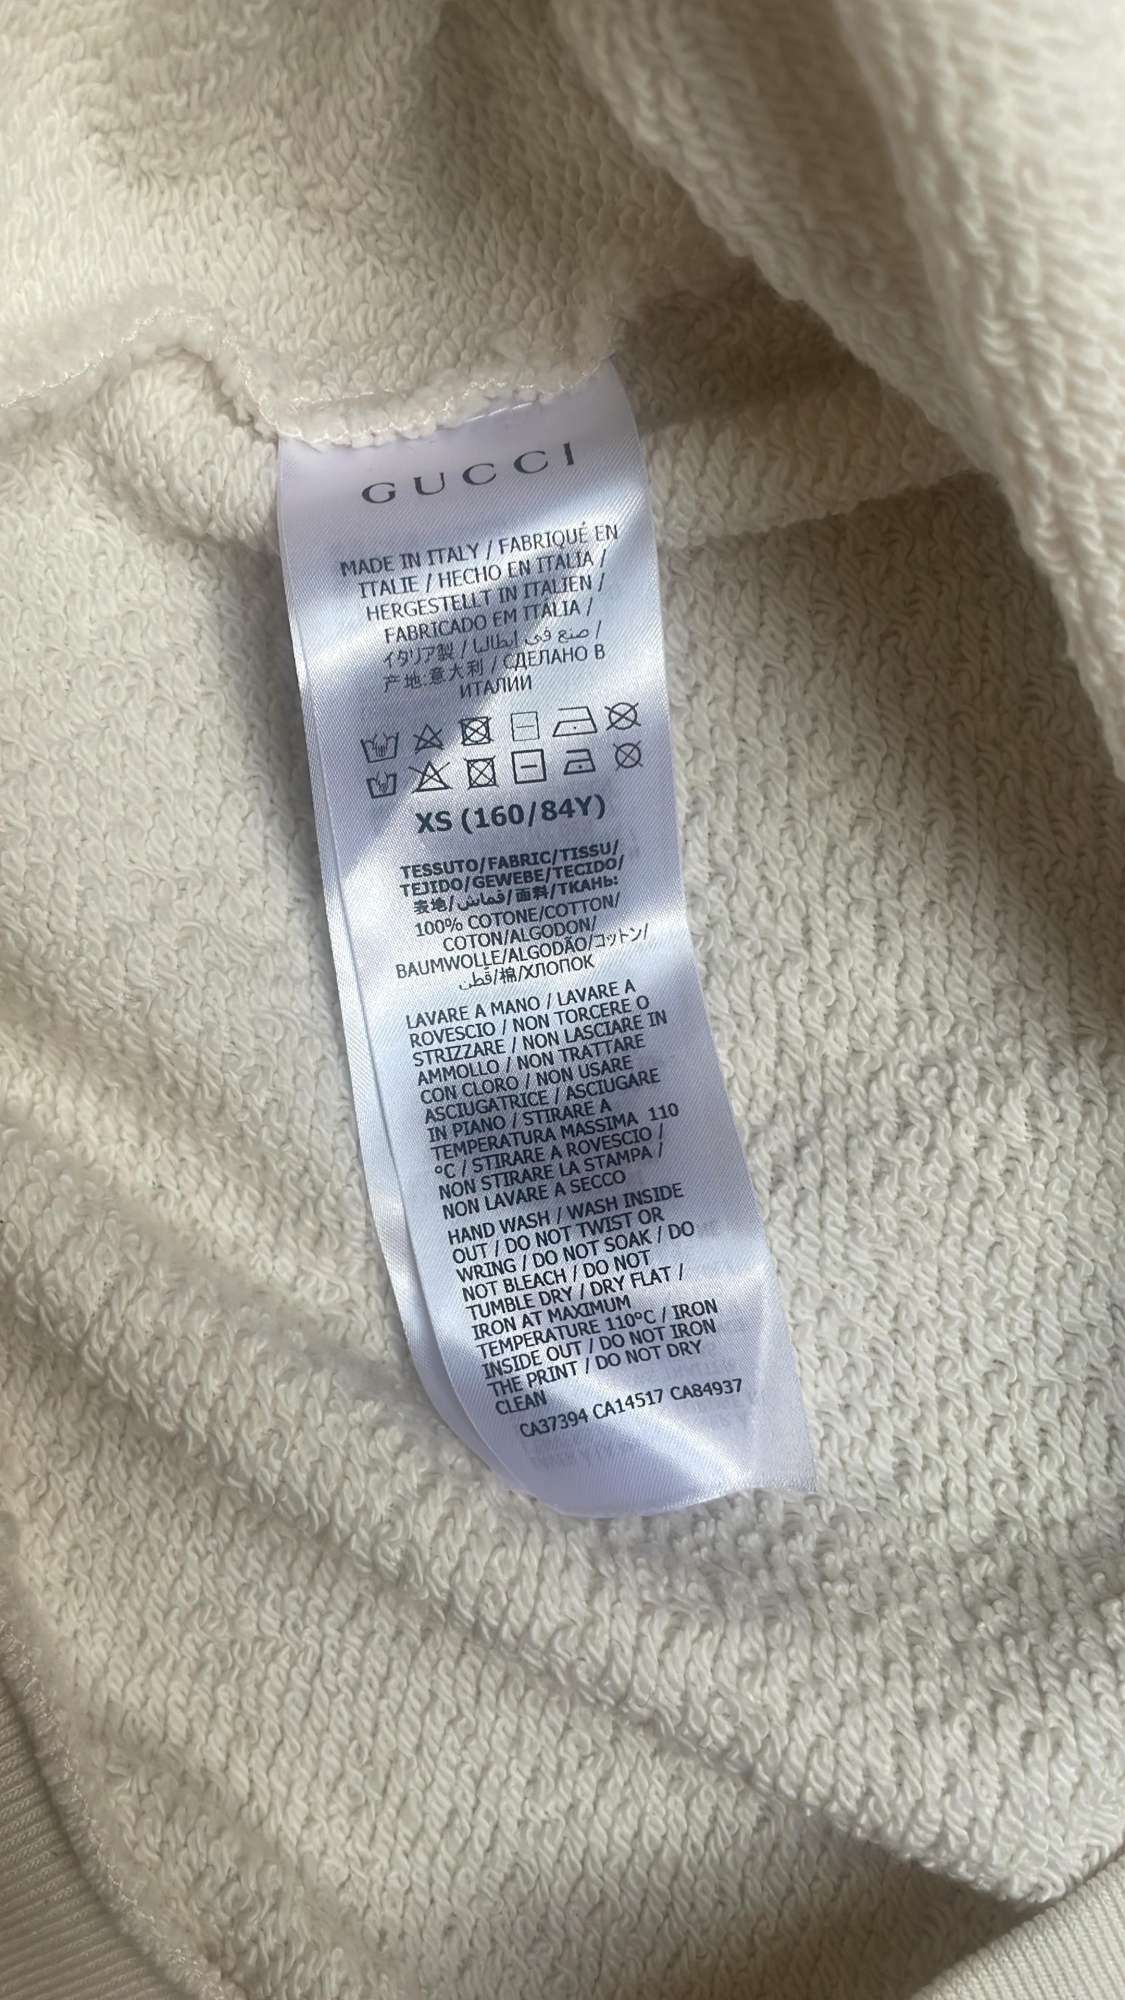 GUCCI
MADE IN ITALY / FABRIQUÉ EN
ITALIE / HECHO EN ITALIA /
HERGESTELLT IN ITALIEN /
FABRICADO EM ITÁLIA /
イタリア製 / صنع في إيطاليا /
产地:意大利 / СДЕЛАНО В
ИТАЛИИ
XS (160/84Y)
TESSUTO/FABRIC/TISSU/
TEJIDO/GEWEBE/TECIDO/
表地/قماش/面料/ТКАНЬ:
100% COTONE/COTTON/
COTON/ALGODON/
BAUMWOLLE/ALGODÃO/コットン/
قطن/棉/ХЛОПОК
LAVARE A MANO / LAVARE A
ROVESCIO / NON TORCERE O
STRIZZARE / NON LASCIARE IN
AMMOLLO / NON TRATTARE
CON CLORO / NON USARE
ASCIUGATRICE / ASCIUGARE
IN PIANO / STIRARE A
TEMPERATURA MASSIMA 110
°C / STIRARE A ROVESCIO /
NON STIRARE LA STAMPA /
NON LAVARE A SECCO
HAND WASH / WASH INSIDE
OUT / DO NOT TWIST OR
WRING / DO NOT SOAK / DO
NOT BLEACH / DO NOT
TUMBLE DRY / DRY FLAT /
IRON AT MAXIMUM
TEMPERATURE 110°C / IRON
INSIDE OUT / DO NOT IRON
THE PRINT / DO NOT DRY
CLEAN
CA37394 CA14517 CA84937